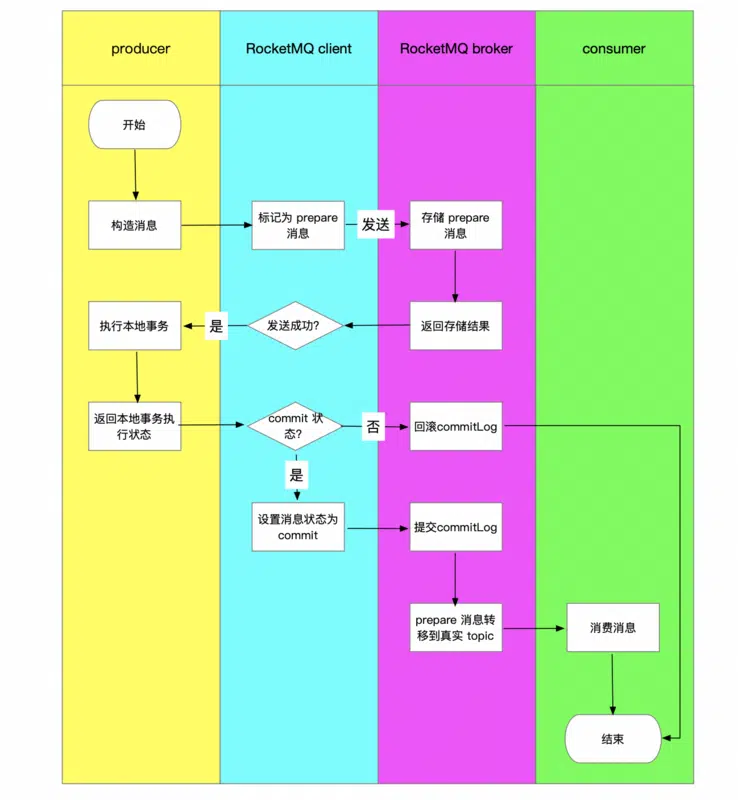 producer
RocketMQ client
RocketMQ broker
consumer
开始
构造消息
标记为 prepare
消息
发送
存储 prepare
消息
执行本地事务
是
发送成功?
返回存储结果
返回本地事务执
行状态
commit 状
态?
否
回滚commitLog
是
设置消息状态为
commit
提交commitLog
prepare 消息转
移到真实 topic
消费消息
结束